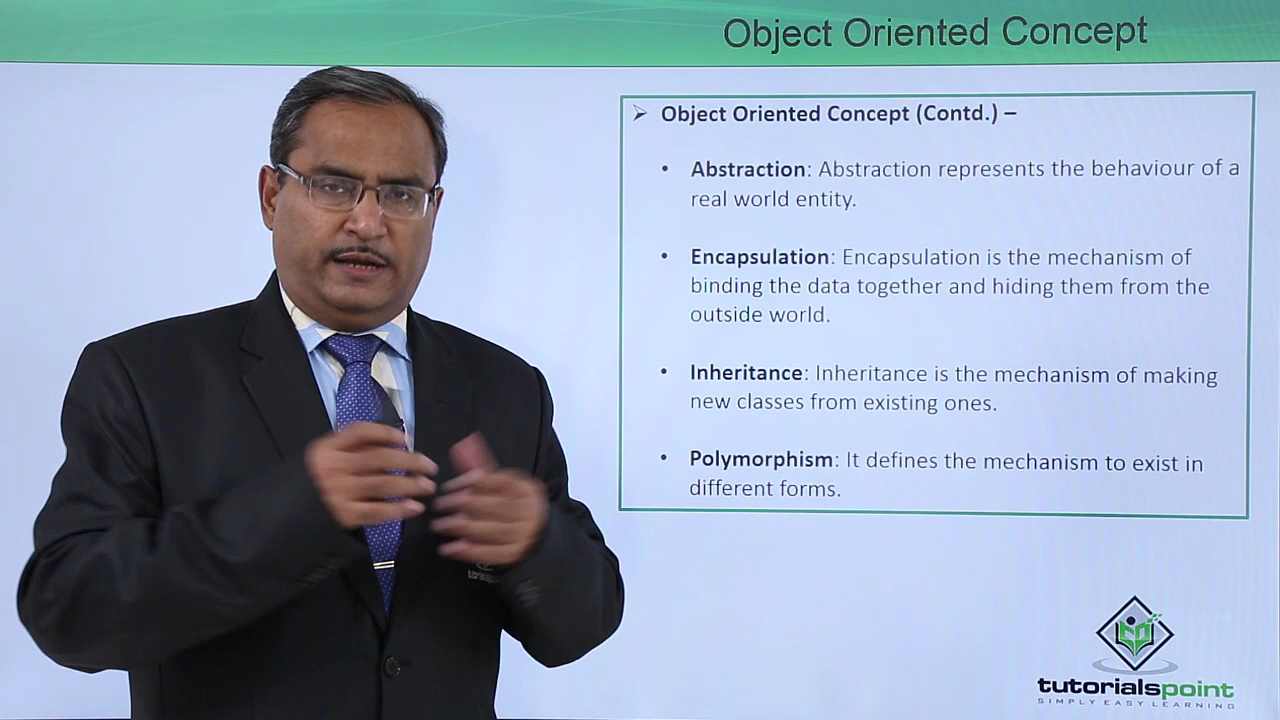 Object Oriented Concept
➢ Object Oriented Concept (Contd.) –
• Abstraction: Abstraction represents the behaviour of a
real world entity.
• Encapsulation: Encapsulation is the mechanism of
binding the data together and hiding them from the
outside world.
• Inheritance: Inheritance is the mechanism of making
new classes from existing ones.
• Polymorphism: It defines the mechanism to exist in
different forms.
tutorialspoint
SIMPLY EASY LEARNING